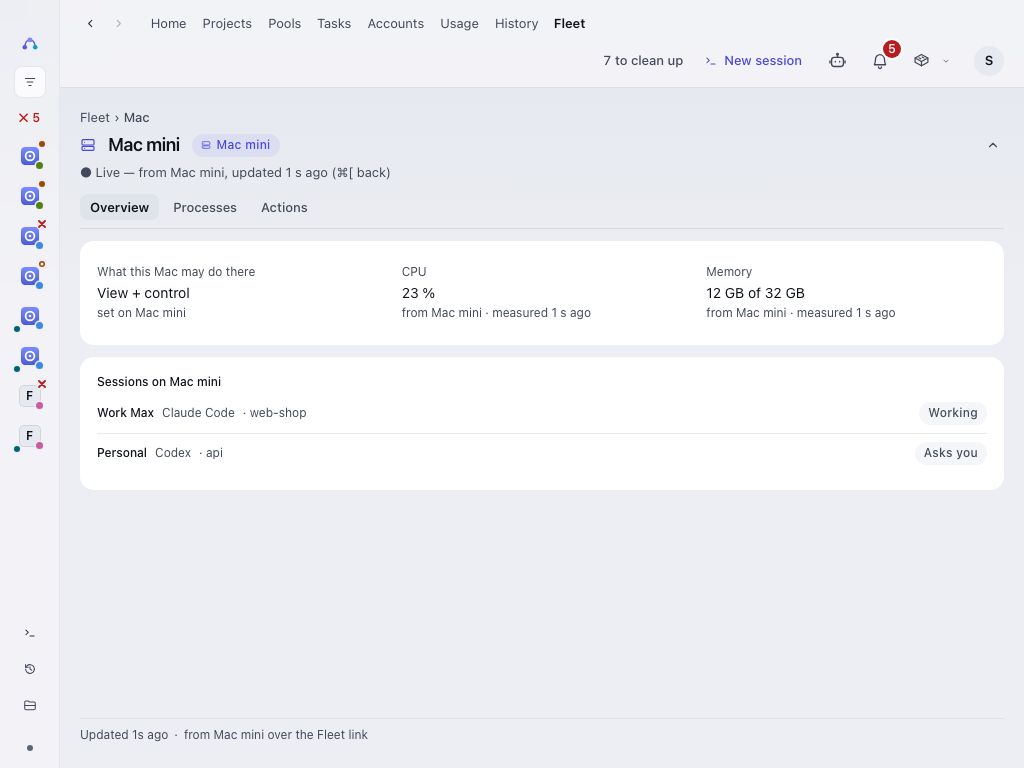 Home Projects Pools Tasks Accounts Usage History Fleet
7 to clean up New session 5 S
5
F
F
Fleet › Mac
Mac mini Mac mini
Live — from Mac mini, updated 1 s ago (⌘[ back)
Overview Processes Actions
What this Mac may do there CPU Memory
View + control 23 % 12 GB of 32 GB
set on Mac mini from Mac mini · measured 1 s ago from Mac mini · measured 1 s ago
Sessions on Mac mini
Work Max Claude Code · web-shop Working
Personal Codex · api Asks you
Updated 1s ago · from Mac mini over the Fleet link